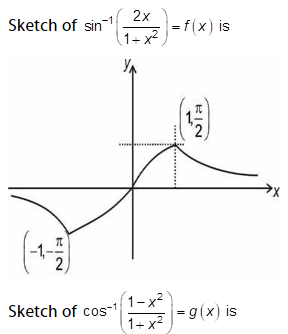 Sketch of sin⁻¹(2x/(1+x²)) = f(x) is
y
(1, π/2)
x
(-1, -π/2)
Sketch of cos⁻¹((1-x²)/(1+x²)) = g(x) is